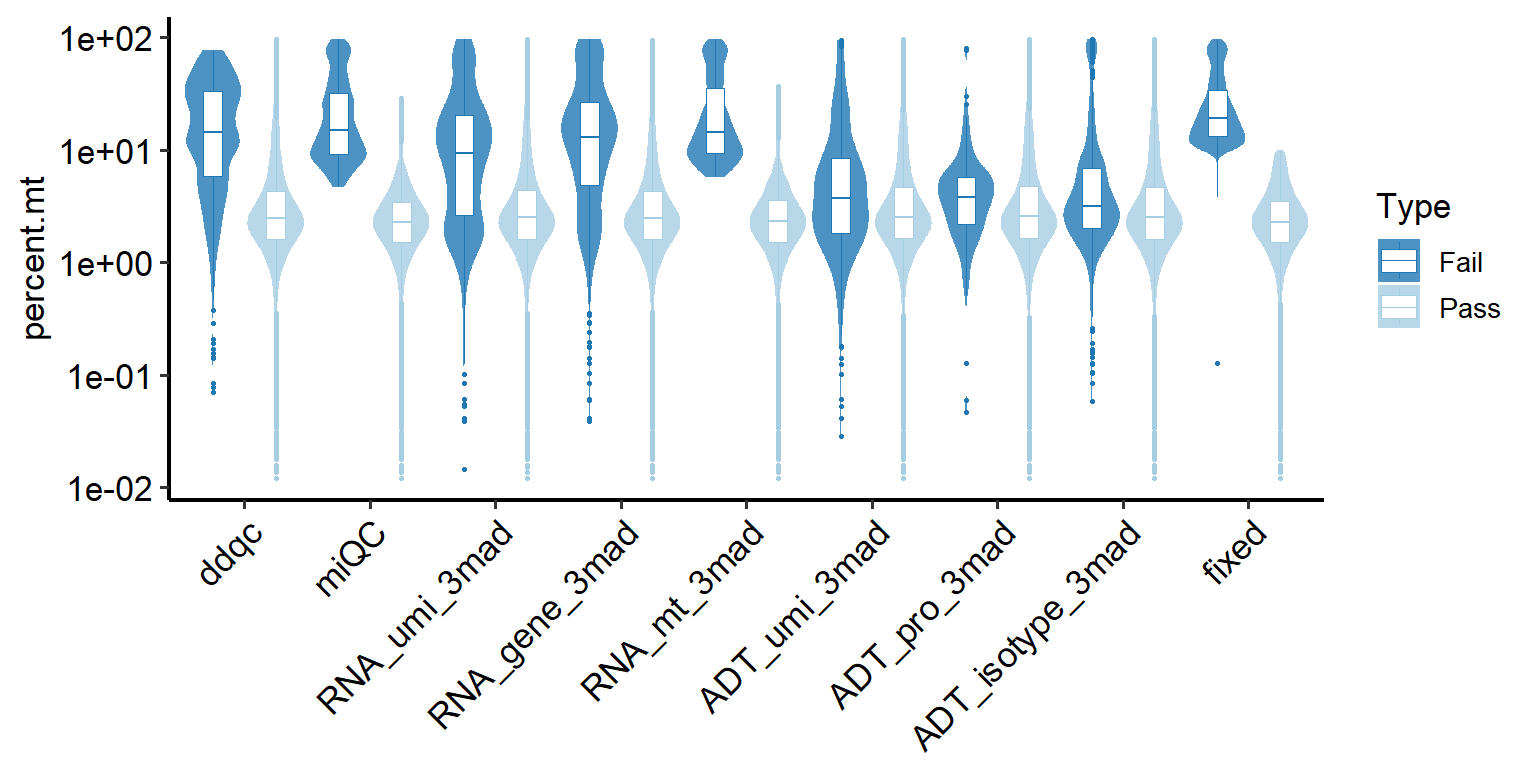 percent.mt
1e+02
1e+01
1e+00
1e-01
1e-02
ddqc
miQC
RNA_umi_3mad
RNA_gene_3mad
RNA_mt_3mad
ADT_umi_3mad
ADT_pro_3mad
ADT_isotype_3mad
fixed
Type
Fail
Pass